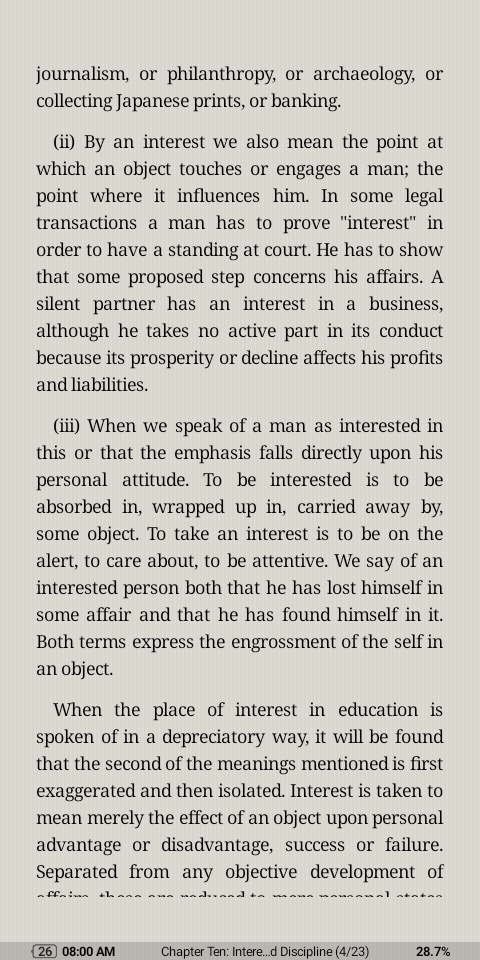 journalism, or philanthropy, or archaeology, or
collecting Japanese prints, or banking.
(ii) By an interest we also mean the point at
which an object touches or engages a man; the
point where it influences him. In some legal
transactions a man has to prove "interest" in
order to have a standing at court. He has to show
that some proposed step concerns his affairs. A
silent partner has an interest in a business,
although he takes no active part in its conduct
because its prosperity or decline affects his profits
and liabilities.
(iii) When we speak of a man as interested in
this or that the emphasis falls directly upon his
personal attitude. To be interested is to be
absorbed in, wrapped up in, carried away by,
some object. To take an interest is to be on the
alert, to care about, to be attentive. We say of an
interested person both that he has lost himself in
some affair and that he has found himself in it.
Both terms express the engrossment of the self in
an object.
When the place of interest in education is
spoken of in a depreciatory way, it will be found
that the second of the meanings mentioned is first
exaggerated and then isolated. Interest is taken to
mean merely the effect of an object upon personal
advantage or disadvantage, success or failure.
Separated from any objective development of
affairs, these are reduced to mere personal states
26 08:00 AM Chapter Ten: Intere...d Discipline (4/23) 28.7%